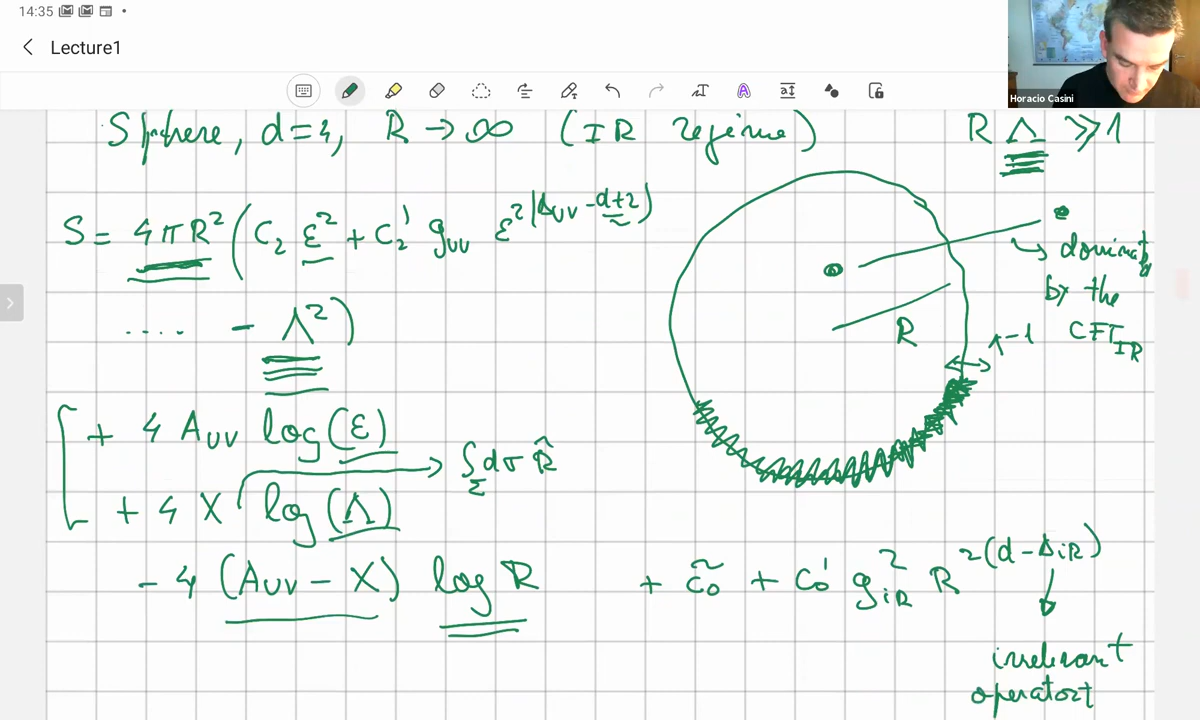 14:35
Lecture1
Horacio Casini
Sphere, d=4, R → ∞ (IR regime) R Λ ≫ 1
S = 4πR² ( C₂ ε² + C₂' g_UV ε^{2(Δ_UV - d+2)}
..... - Λ² )
+ 4 A_UV log(ε)
→ ∫_Σ dσ R̂
+ 4 X log(Λ)
- 4 (A_UV - X) log R + c̃₀ + c₀' g²_iR R^{2(d-Δ_iR)}
R
Λ⁻¹
↳ dominated
by the
CFT_IR
irrelevant
operator